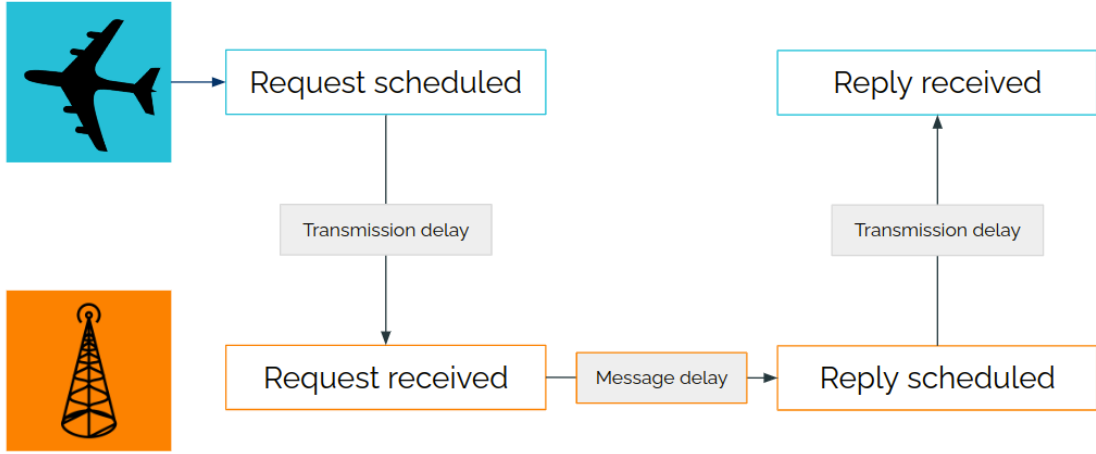 Request scheduled
Reply received
Transmission delay
Transmission delay
Request received
Message delay
Reply scheduled